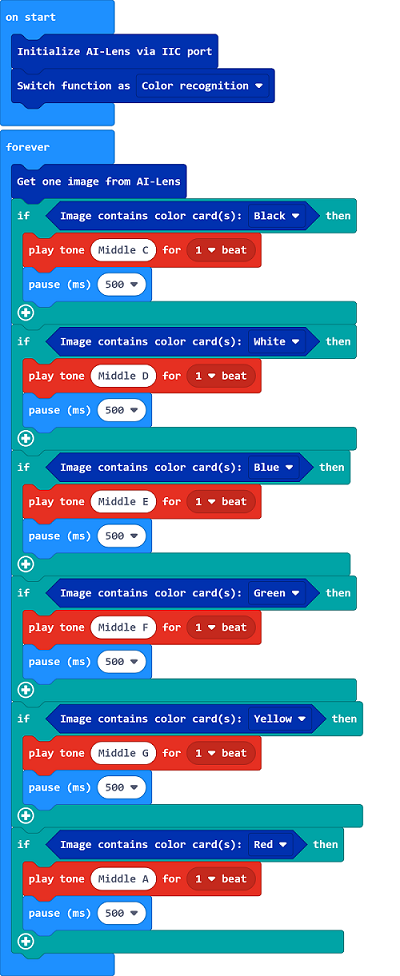 on start
Initialize AI-Lens via IIC port
Switch function as Color recognition
forever
Get one image from AI-Lens
if Image contains color card(s): Black then
play tone Middle C for 1 beat
pause (ms) 500
if Image contains color card(s): White then
play tone Middle D for 1 beat
pause (ms) 500
if Image contains color card(s): Blue then
play tone Middle E for 1 beat
pause (ms) 500
if Image contains color card(s): Green then
play tone Middle F for 1 beat
pause (ms) 500
if Image contains color card(s): Yellow then
play tone Middle G for 1 beat
pause (ms) 500
if Image contains color card(s): Red then
play tone Middle A for 1 beat
pause (ms) 500